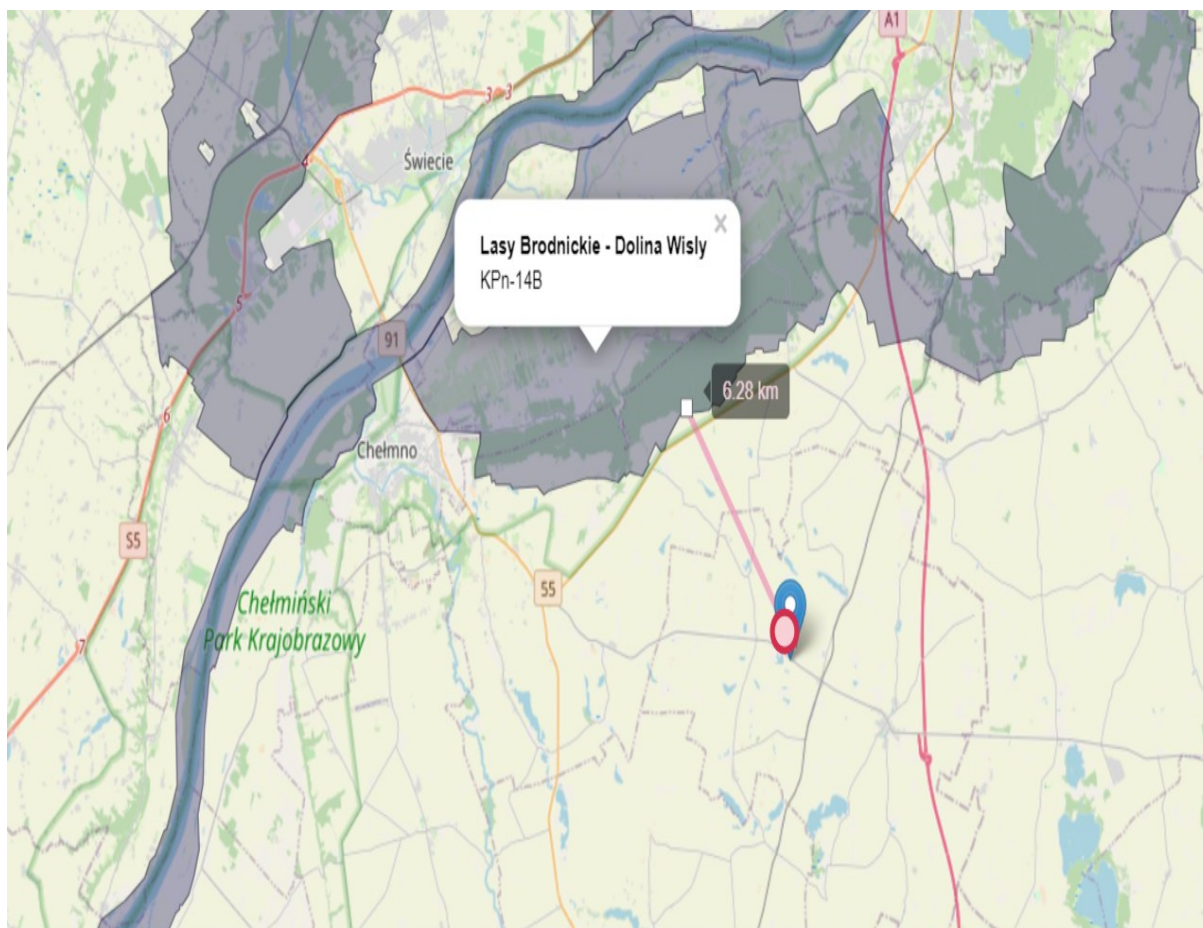 A1
3
3
4
Świecie
×
Lasy Brodnickie - Dolina Wisly
KPn-14B
5
91
6.28 km
6
Chełmno
S5
55
Chełmiński
Park Krajobrazowy
7